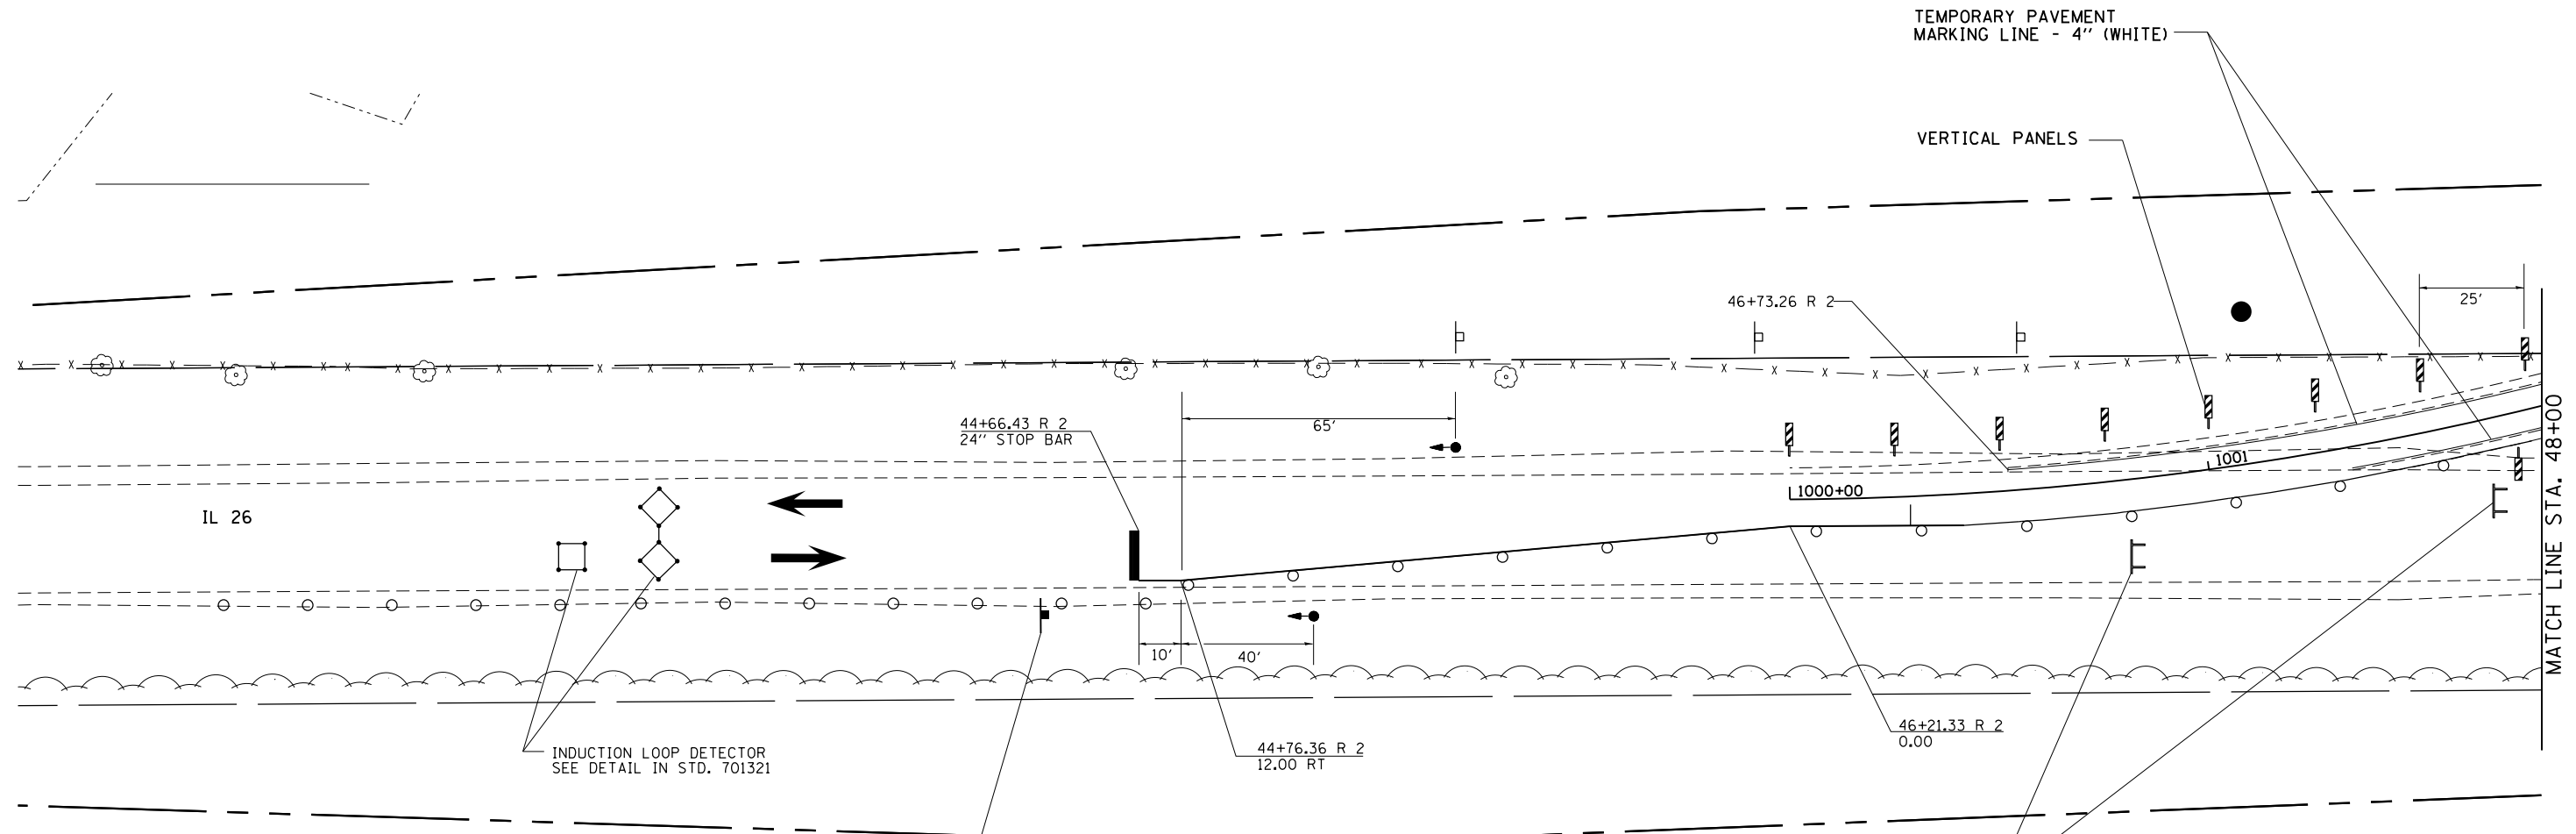 TEMPORARY PAVEMENT
MARKING LINE - 4" (WHITE)
VERTICAL PANELS
46+73.26 R 2
25'
44+66.43 R 2
24" STOP BAR
65'
1001
1000+00
IL 26
MATCH LINE STA. 48+00
10'
40'
INDUCTION LOOP DETECTOR
SEE DETAIL IN STD. 701321
44+76.36 R 2
12.00 RT
46+21.33 R 2
0.00